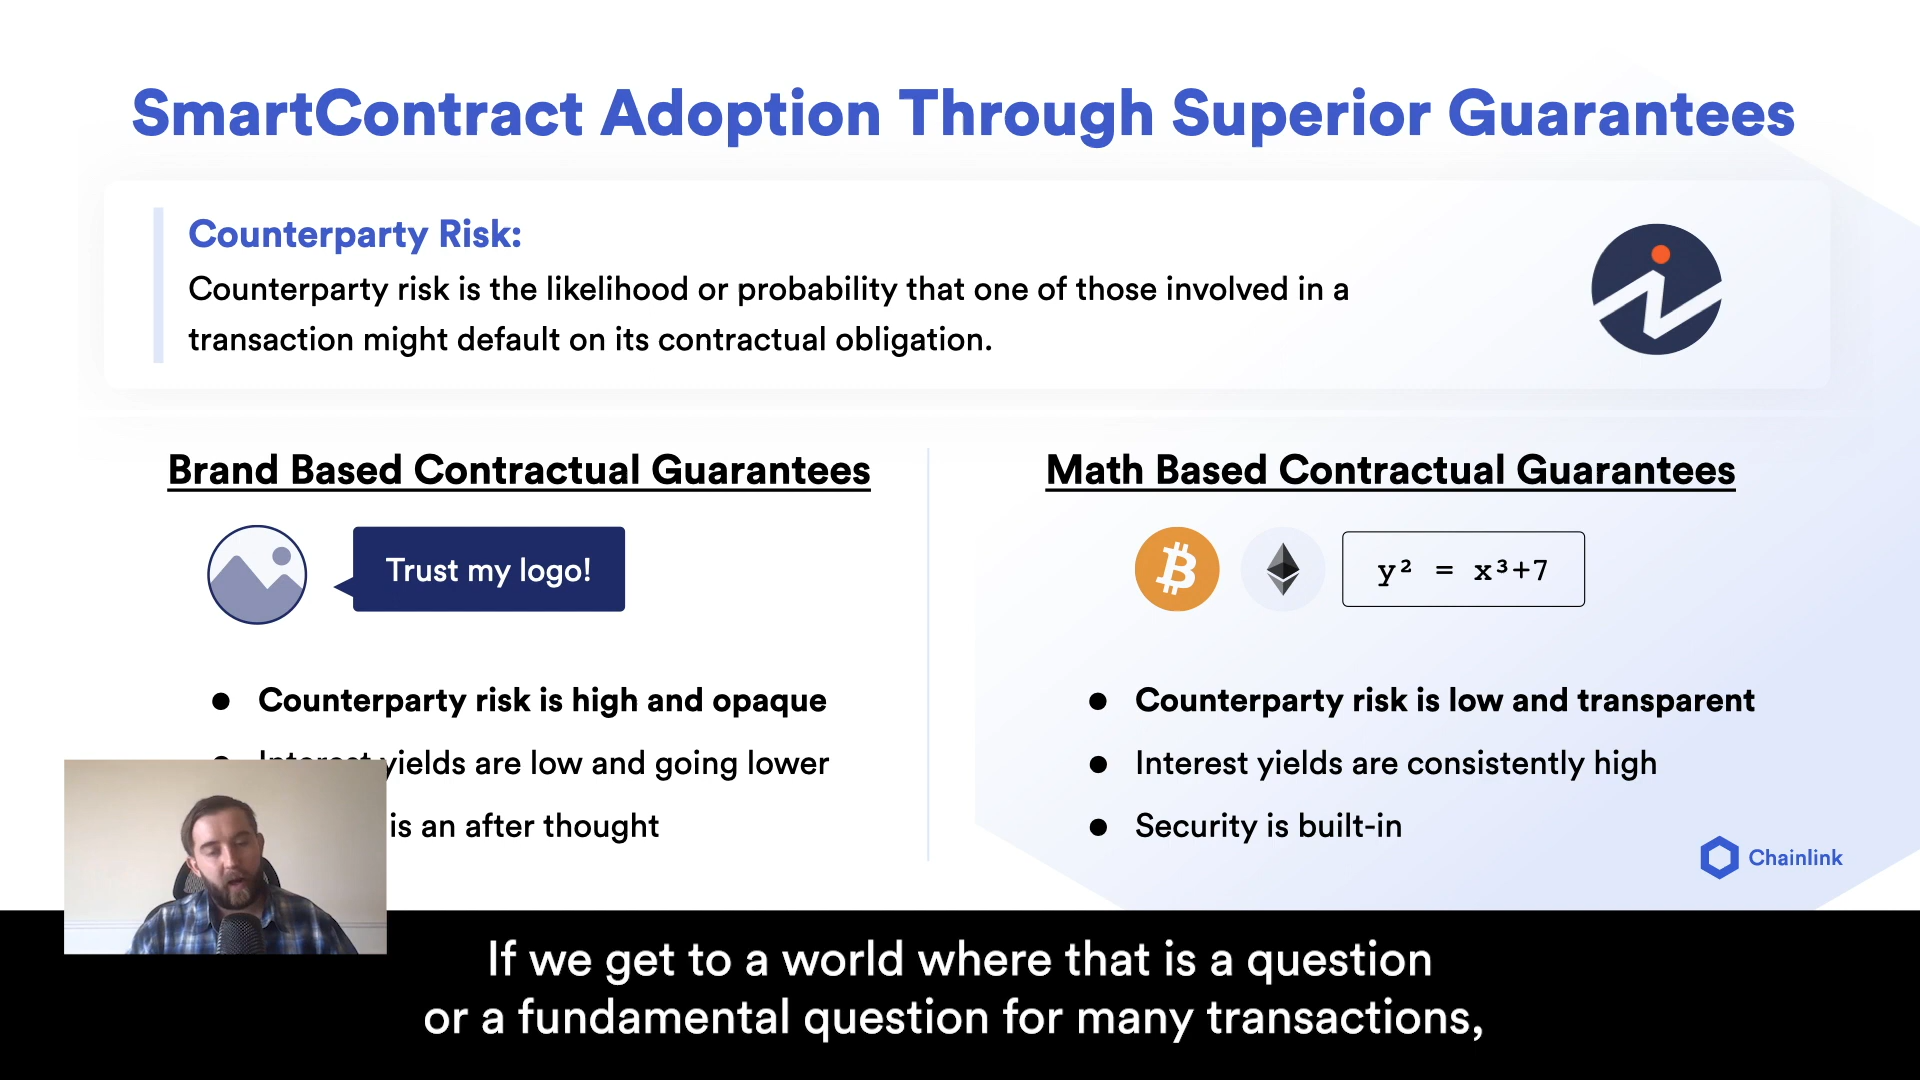 SmartContract Adoption Through Superior Guarantees
Counterparty Risk:
Counterparty risk is the likelihood or probability that one of those involved in a
transaction might default on its contractual obligation.
Brand Based Contractual Guarantees
Trust my logo!
● Counterparty risk is high and opaque
● Interest yields are low and going lower
is an after thought
Math Based Contractual Guarantees
y² = x³+7
● Counterparty risk is low and transparent
● Interest yields are consistently high
● Security is built-in
Chainlink
If we get to a world where that is a question
or a fundamental question for many transactions,